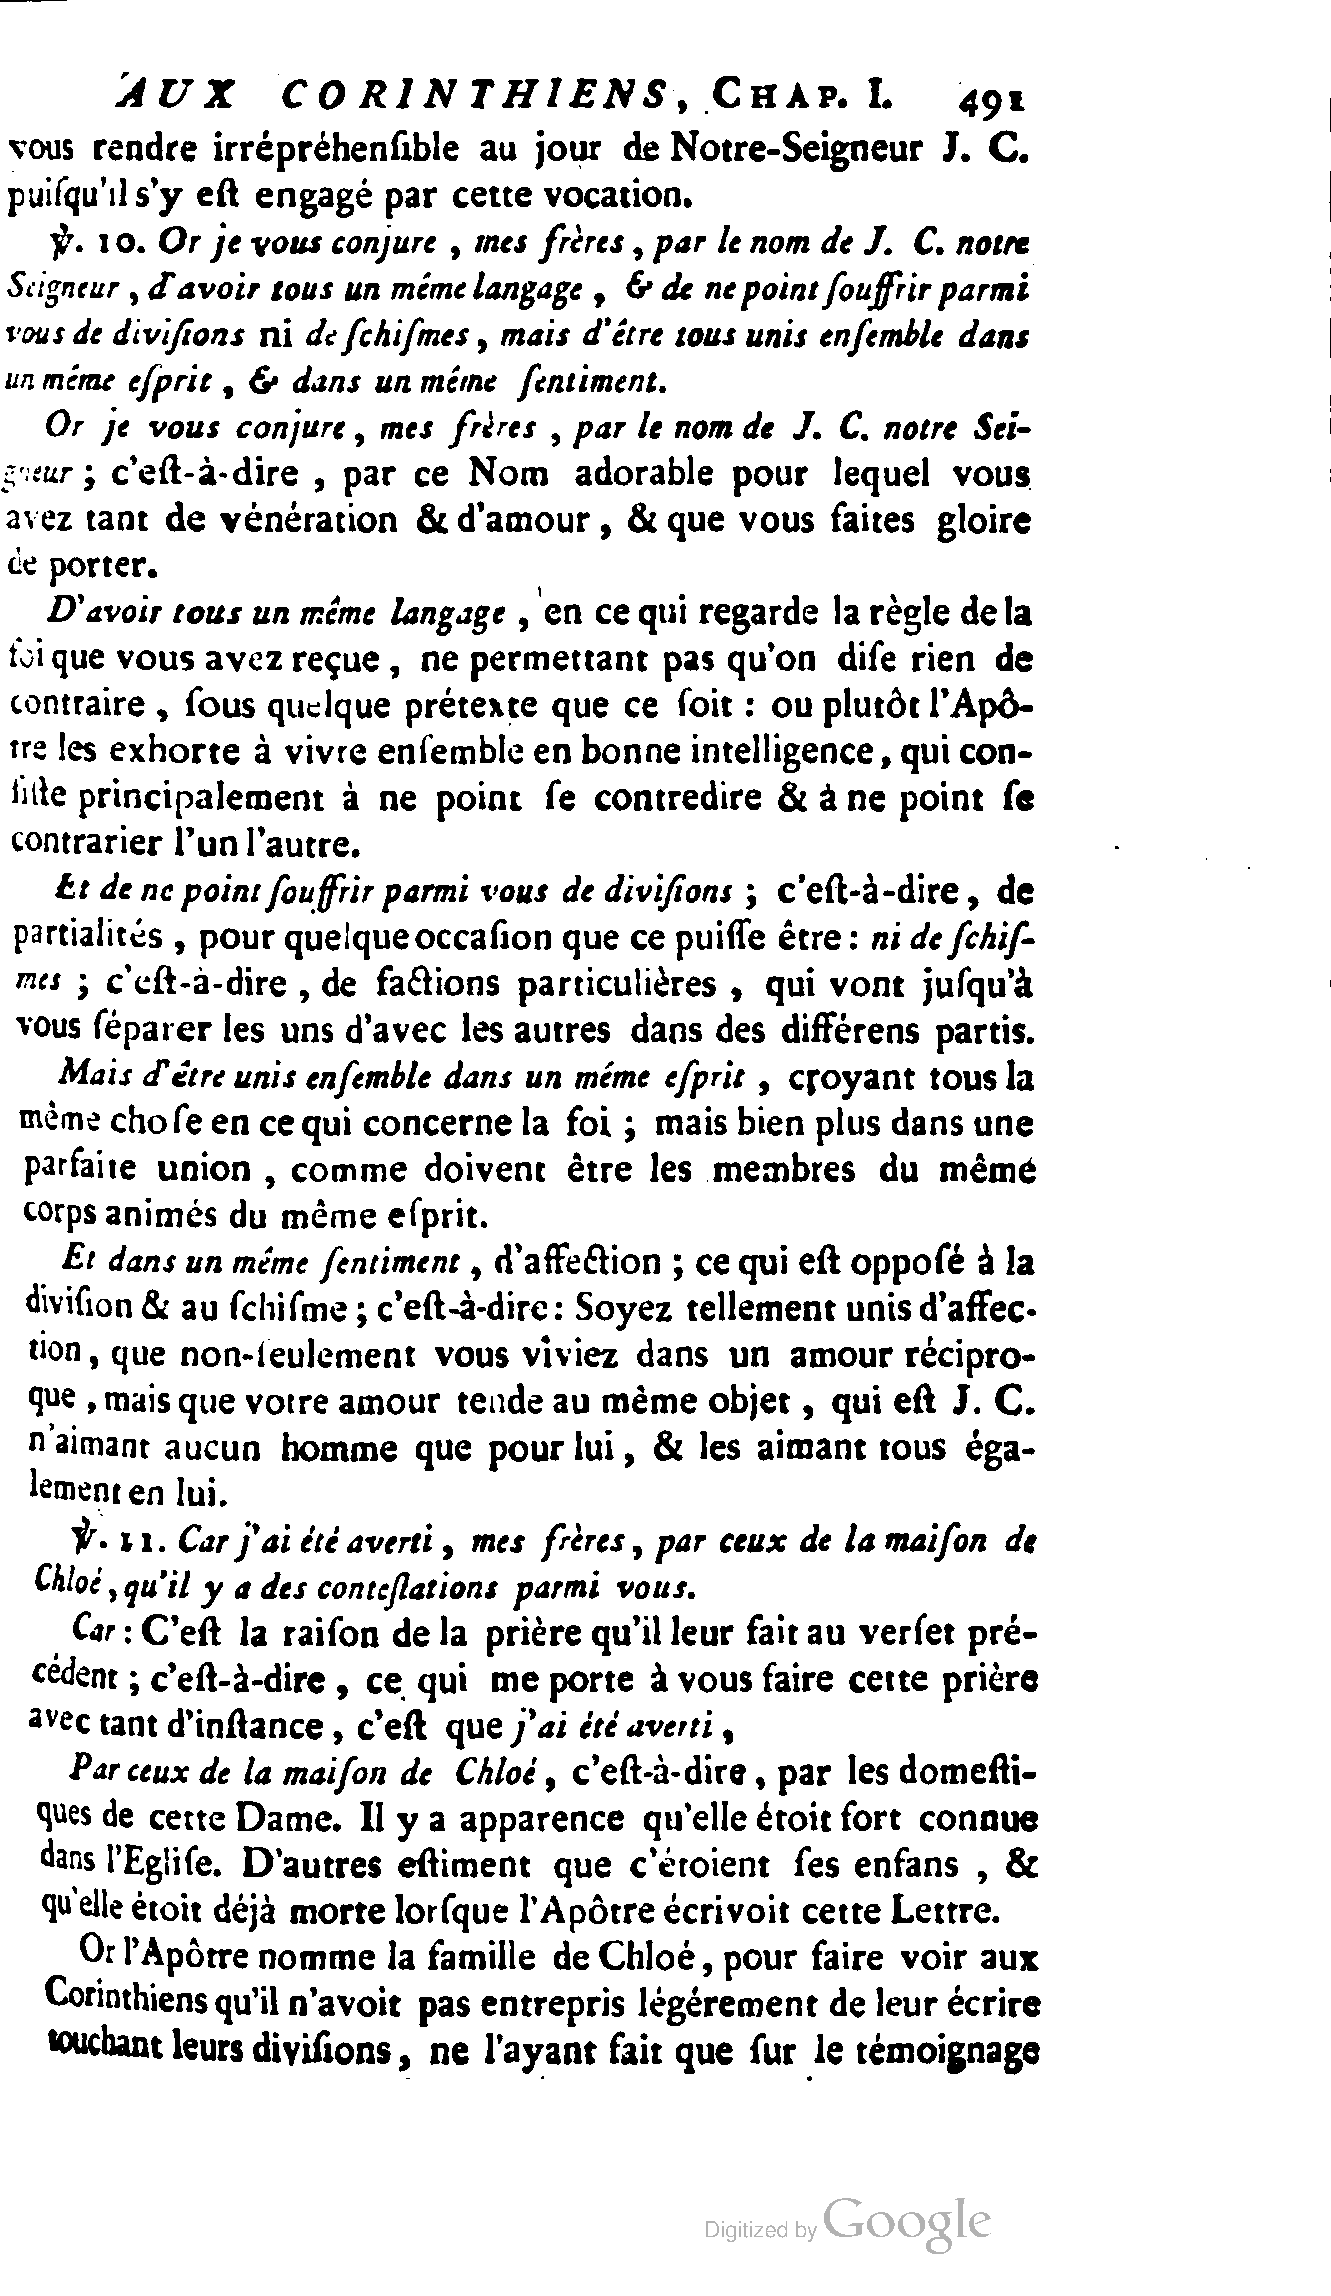 AUX CORINTHIENS, CHAP. I. 491
vous rendre irrépréhenſible au jour de Notre-Seigneur J. C.
puiſqu'il s'y eſt engagé par cette vocation.
℣. 10. Or je vous conjure, mes frères, par le nom de J. C. notre
Seigneur, d'avoir tous un même langage, & de ne point ſouffrir parmi
vous de diviſions ni de ſchiſmes, mais d'être tous unis enſemble dans
un même eſprit, & dans un même ſentiment.
Or je vous conjure, mes frères, par le nom de J. C. notre Sei-
gneur; c'eſt-à-dire, par ce Nom adorable pour lequel vous
avez tant de vénération & d'amour, & que vous faites gloire
de porter.
D'avoir tous un même langage, en ce qui regarde la règle de la
foi que vous avez reçue, ne permettant pas qu'on diſe rien de
contraire, ſous quelque prétexte que ce ſoit : ou plutôt l'Apô-
tre les exhorte à vivre enſemble en bonne intelligence, qui con-
ſiſte principalement à ne point ſe contredire & à ne point ſe
contrarier l'un l'autre.
Et de ne point ſouffrir parmi vous de diviſions; c'eſt-à-dire, de
partialités, pour quelque occaſion que ce puiſſe être : ni de ſchiſ-
mes; c'eſt-à-dire, de factions particulières, qui vont juſqu'à
vous ſéparer les uns d'avec les autres dans des différens partis.
Mais d'être unis enſemble dans un même eſprit, croyant tous la
même choſe en ce qui concerne la foi; mais bien plus dans une
parfaite union, comme doivent être les membres du même
corps animés du même eſprit.
Et dans un même ſentiment, d'affection; ce qui eſt oppoſé à la
diviſion & au ſchiſme; c'eſt-à-dire: Soyez tellement unis d'affec-
tion, que non-ſeulement vous viviez dans un amour récipro-
que, mais que votre amour tende au même objet, qui eſt J. C.
n'aimant aucun homme que pour lui, & les aimant tous éga-
lement en lui.
℣. 11. Car j'ai été averti, mes frères, par ceux de la maiſon de
Chloé, qu'il y a des conteſtations parmi vous.
Car : C'eſt la raiſon de la prière qu'il leur fait au verſet pré-
cédent; c'eſt-à-dire, ce qui me porte à vous faire cette prière
avec tant d'inſtance, c'eſt que j'ai été averti,
Par ceux de la maiſon de Chloé, c'eſt-à-dire, par les domeſti-
ques de cette Dame. Il y a apparence qu'elle étoit fort connue
dans l'Egliſe. D'autres eſtiment que c'étoient ſes enfans, &
qu'elle étoit déjà morte lorſque l'Apôtre écrivoit cette Lettre.
Or l'Apôtre nomme la famille de Chloé, pour faire voir aux
Corinthiens qu'il n'avoit pas entrepris légérement de leur écrire
touchant leurs diviſions, ne l'ayant fait que ſur le témoignage
Digitized by Google